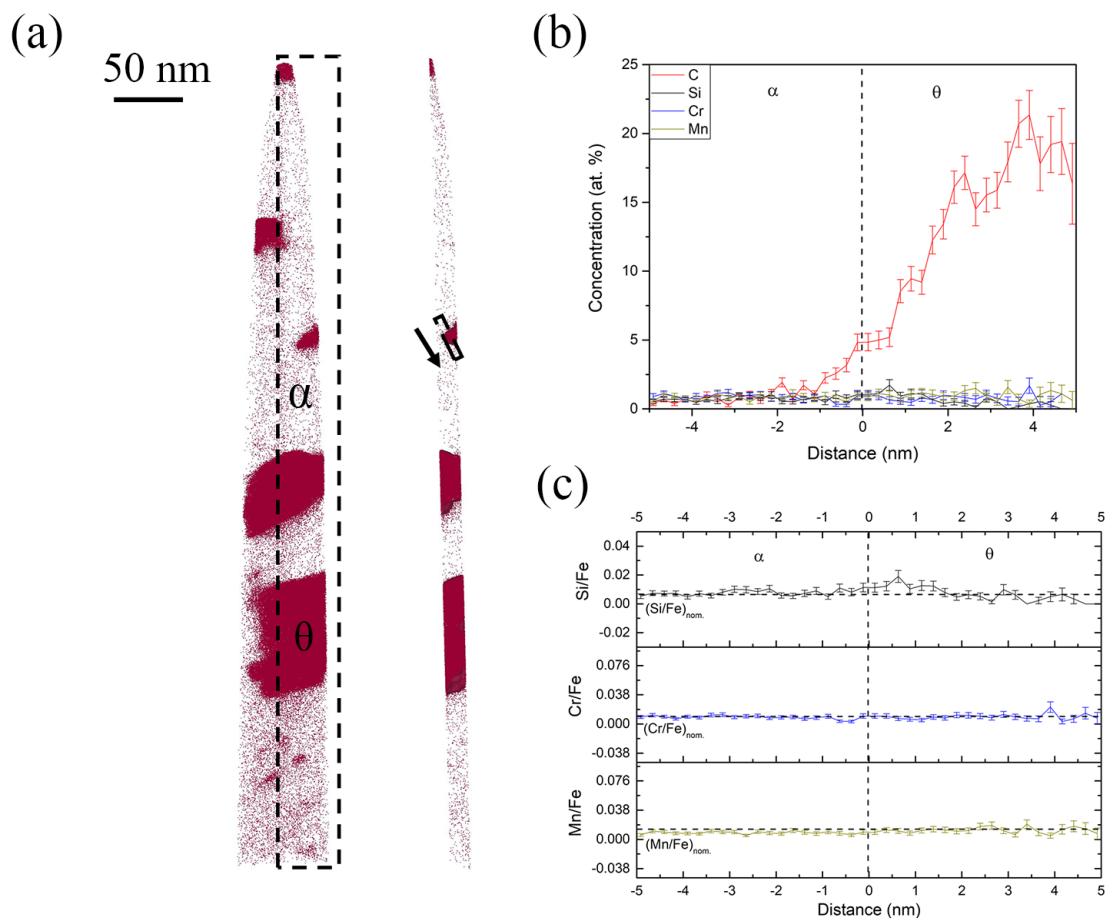 (a)
50 nm
α
θ
(b)
25
20
15
10
5
0
-4
-2
0
2
4
Concentration (at. %)
Distance (nm)
C
Si
Cr
Mn
α
θ
(c)
-5 -4 -3 -2 -1 0 1 2 3 4 5
α
θ
Si/Fe
0.04
0.02
0.00
-0.02
(Si/Fe)nom.
Cr/Fe
0.076
0.038
0.000
-0.038
(Cr/Fe)nom.
Mn/Fe
0.076
0.038
0.000
-0.038
(Mn/Fe)nom.
-5 -4 -3 -2 -1 0 1 2 3 4 5
Distance (nm)